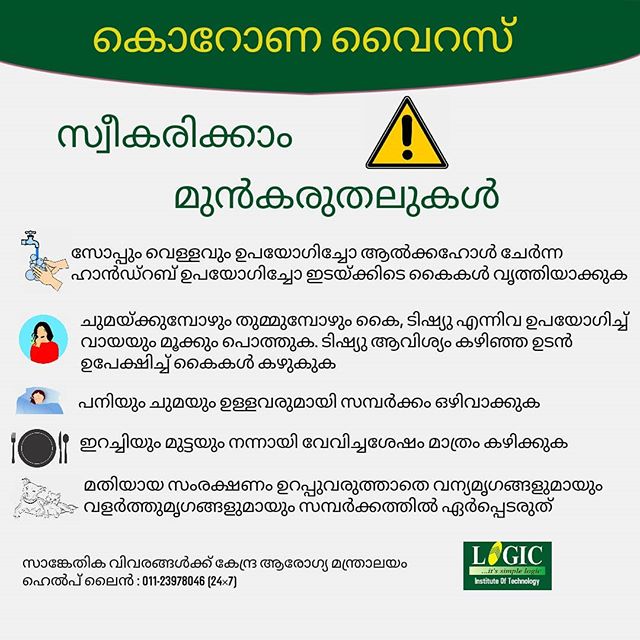 കൊറോണ വൈറസ്
സ്വീകരിക്കാം
മുൻകരുതലുകൾ
സോപ്പും വെള്ളവും ഉപയോഗിച്ചോ ആൽക്കഹോൾ ചേർന്ന
ഹാൻഡ്റബ് ഉപയോഗിച്ചോ ഇടയ്ക്കിടെ കൈകൾ വൃത്തിയാക്കുക
ചുമയ്ക്കുമ്പോഴും തുമ്മുമ്പോഴും കൈ, ടിഷ്യു എന്നിവ ഉപയോഗിച്ച്
വായയും മൂക്കും പൊത്തുക. ടിഷ്യു ആവിശ്യം കഴിഞ്ഞ ഉടൻ
ഉപേക്ഷിച്ച് കൈകൾ കഴുകുക
പനിയും ചുമയും ഉള്ളവരുമായി സമ്പർക്കം ഒഴിവാക്കുക
ഇറച്ചിയും മുട്ടയും നന്നായി വേവിച്ചശേഷം മാത്രം കഴിക്കുക
മതിയായ സംരക്ഷണം ഉറപ്പുവരുത്താതെ വന്യമൃഗങ്ങളുമായും
വളർത്തുമൃഗങ്ങളുമായും സമ്പർക്കത്തിൽ ഏർപ്പെടരുത്
സാങ്കേതിക വിവരങ്ങൾക്ക് കേന്ദ്ര ആരോഗ്യ മന്ത്രാലയം
ഹെൽപ് ലൈൻ : 011-23978046 (24×7)
LOGIC
...it's simple logic
Institute Of Technology